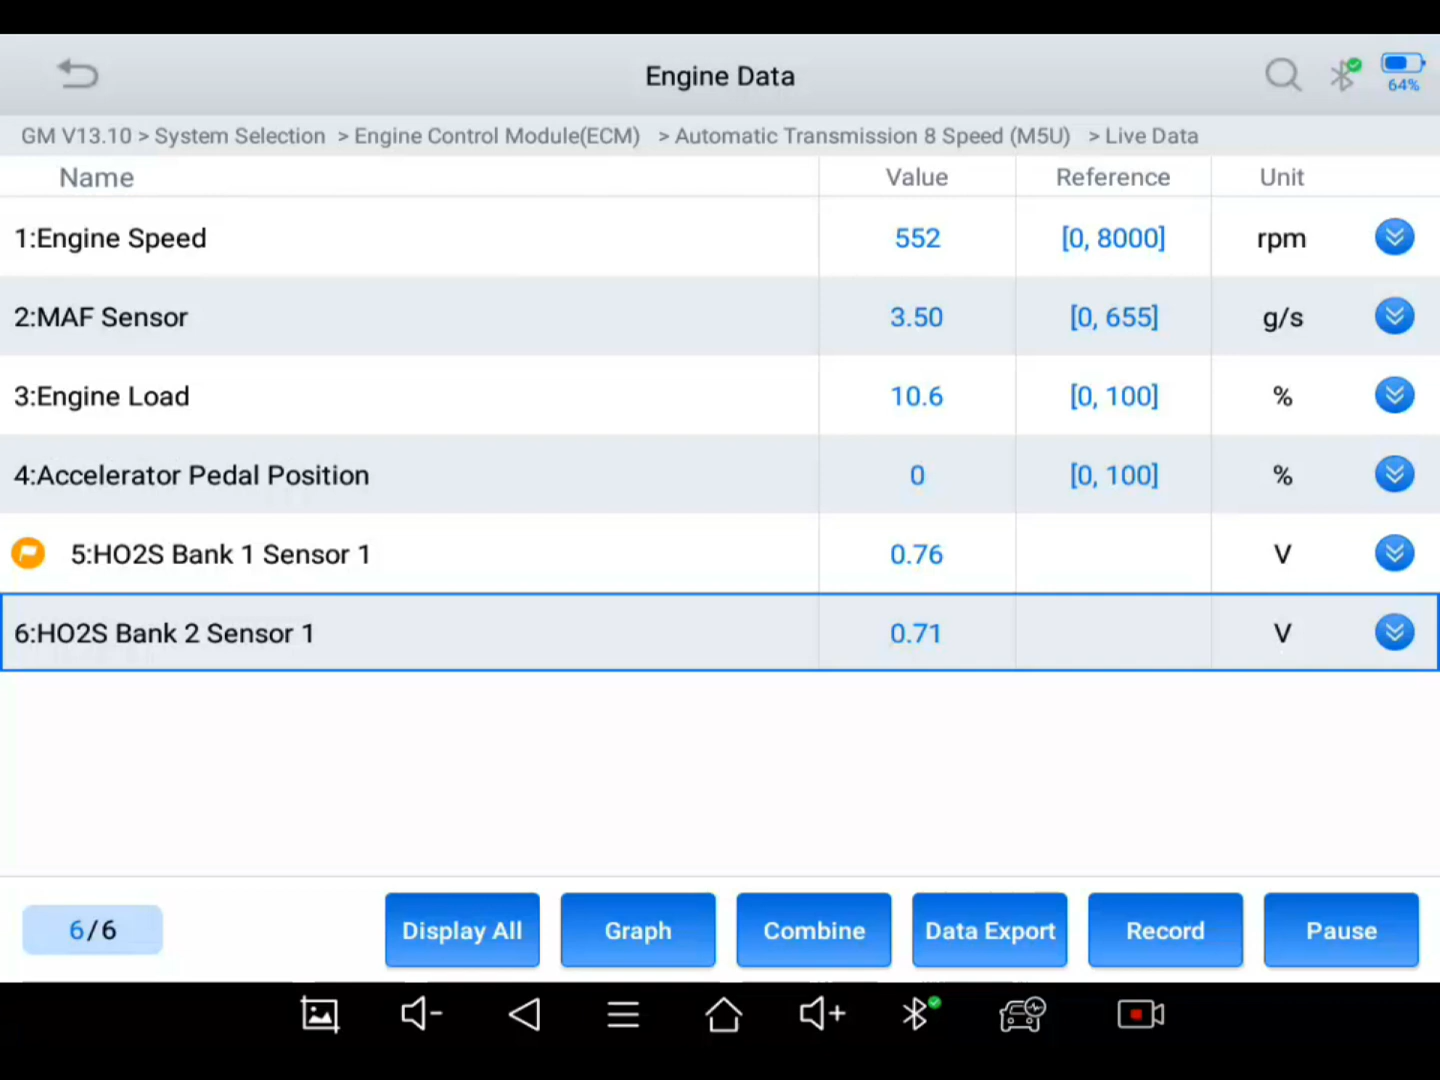 Engine Data
64%
GM V13.10 > System Selection > Engine Control Module(ECM) > Automatic Transmission 8 Speed (M5U) > Live Data
Name Value Reference Unit
1:Engine Speed 552 [0, 8000] rpm
2:MAF Sensor 3.50 [0, 655] g/s
3:Engine Load 10.6 [0, 100] %
4:Accelerator Pedal Position 0 [0, 100] %
5:HO2S Bank 1 Sensor 1 0.76 V
6:HO2S Bank 2 Sensor 1 0.71 V
6/6 Display All Graph Combine Data Export Record Pause